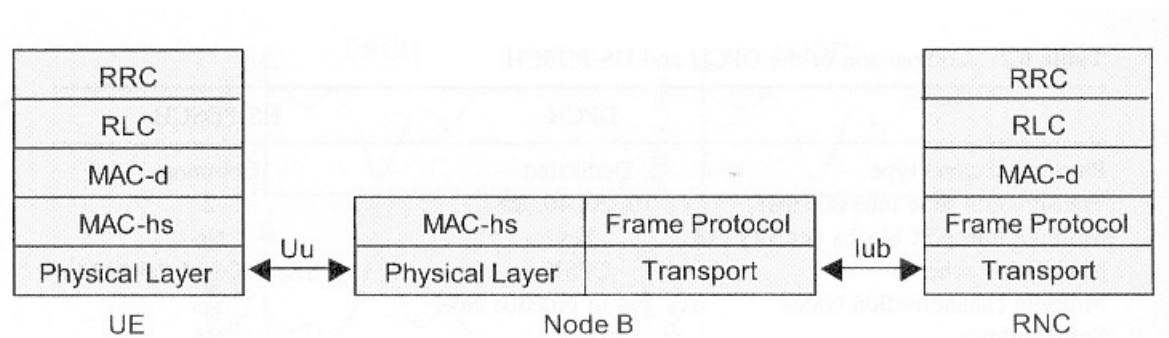 RRC
RLC
MAC-d
MAC-hs
Physical Layer
UE
Uu
MAC-hs
Frame Protocol
Physical Layer
Transport
Node B
Iub
RRC
RLC
MAC-d
Frame Protocol
Transport
RNC